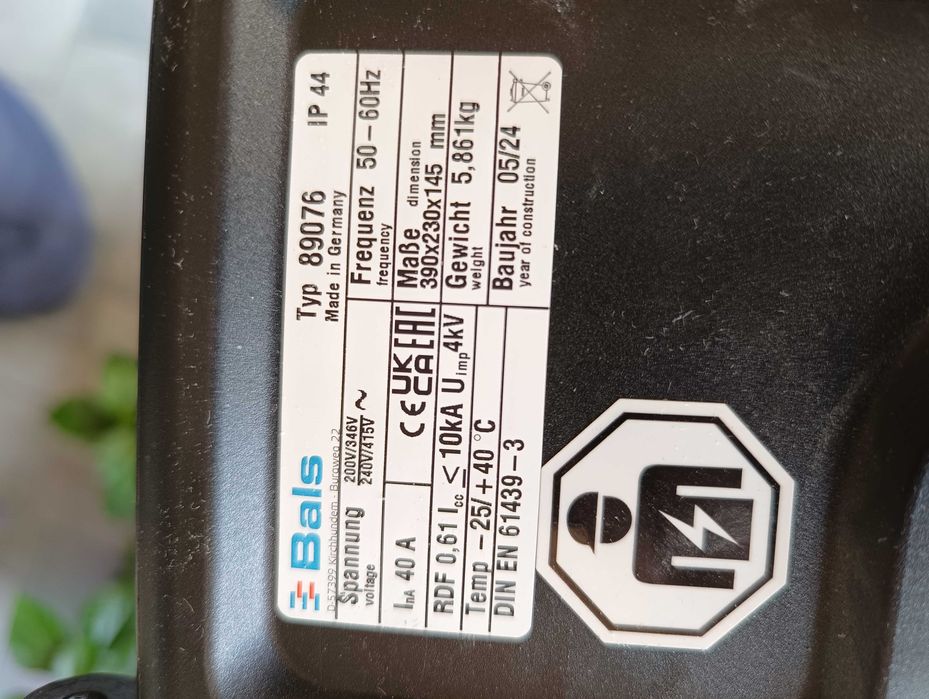 Bals
D-57399 Kirchhundem - Burgweg 22
Typ 89076 IP 44
Made in Germany
Spannung 200V/346V
voltage 240V/415V ~
Frequenz 50-60Hz
frequency
InA 40 A
CE UK CA EAC
Maße dimension
390x230x145 mm
RDF 0,61 Icc ≤ 10kA Uimp 4kV
Gewicht 5,861kg
weight
Temp -25/+40 °C
DIN EN 61439-3
Baujahr 05/24
year of construction